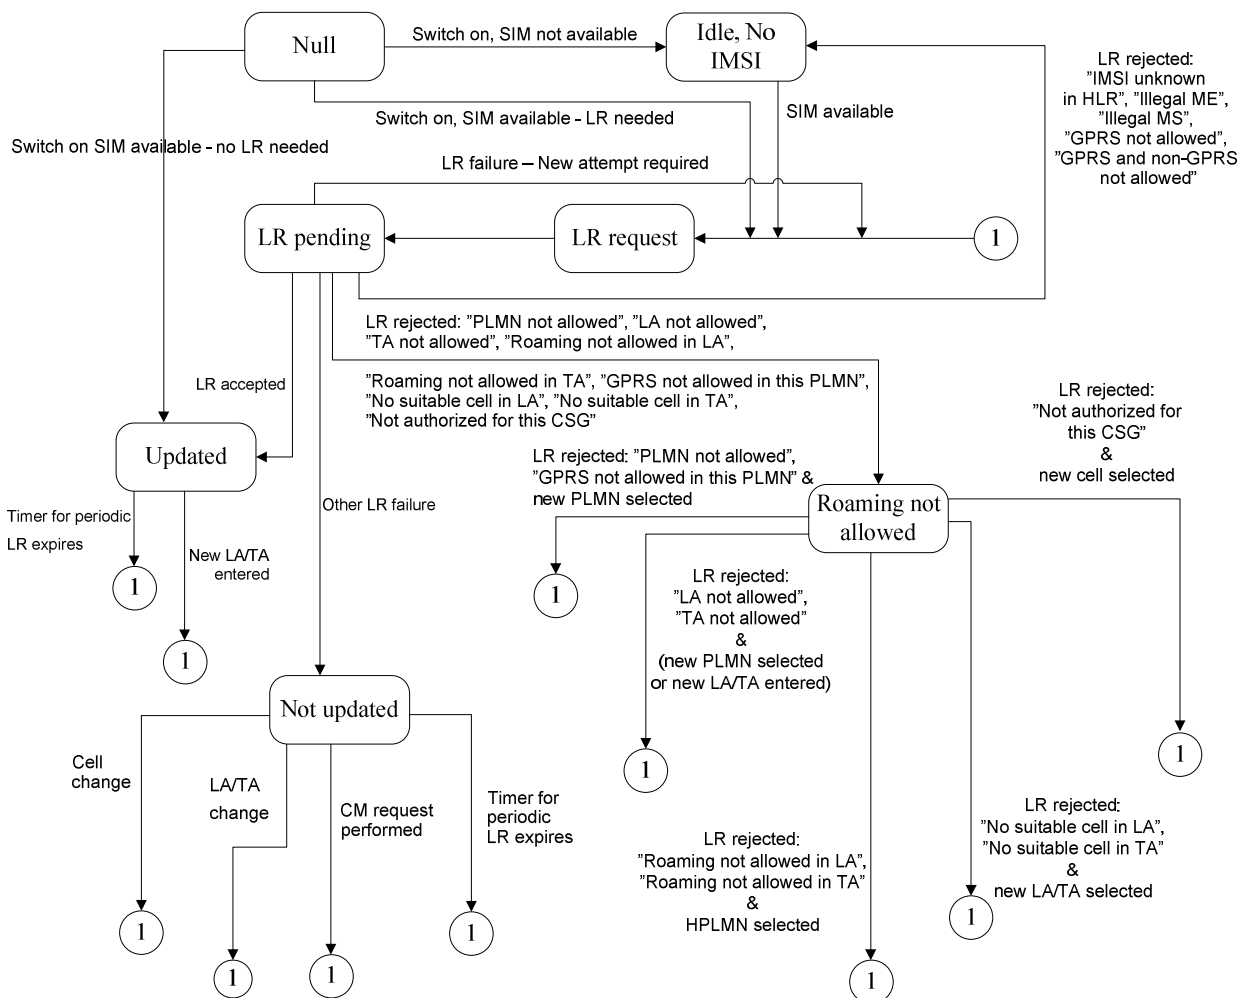 Null
Switch on, SIM not available
Idle, No
IMSI
LR rejected:
"IMSI unknown
in HLR", "Illegal ME",
"Illegal MS",
"GPRS not allowed",
"GPRS and non-GPRS
not allowed"
Switch on, SIM available - LR needed
SIM available
Switch on SIM available - no LR needed
LR failure – New attempt required
LR pending
LR request
1
LR rejected: "PLMN not allowed", "LA not allowed",
"TA not allowed", "Roaming not allowed in LA",
"Roaming not allowed in TA", "GPRS not allowed in this PLMN",
"No suitable cell in LA", "No suitable cell in TA",
"Not authorized for this CSG"
LR accepted
LR rejected:
"Not authorized for
this CSG"
&
new cell selected
Updated
LR rejected: "PLMN not allowed",
"GPRS not allowed in this PLMN" &
new PLMN selected
Roaming not
allowed
Other LR failure
Timer for periodic
LR expires
New LA/TA
entered
1
1
1
LR rejected:
"LA not allowed",
"TA not allowed"
&
(new PLMN selected
or new LA/TA entered)
1
1
Not updated
Cell
change
LA/TA
change
CM request
performed
Timer for
periodic
LR expires
LR rejected:
"Roaming not allowed in LA",
"Roaming not allowed in TA"
&
HPLMN selected
LR rejected:
"No suitable cell in LA",
"No suitable cell in TA"
&
new LA/TA selected
1
1
1
1
1
1